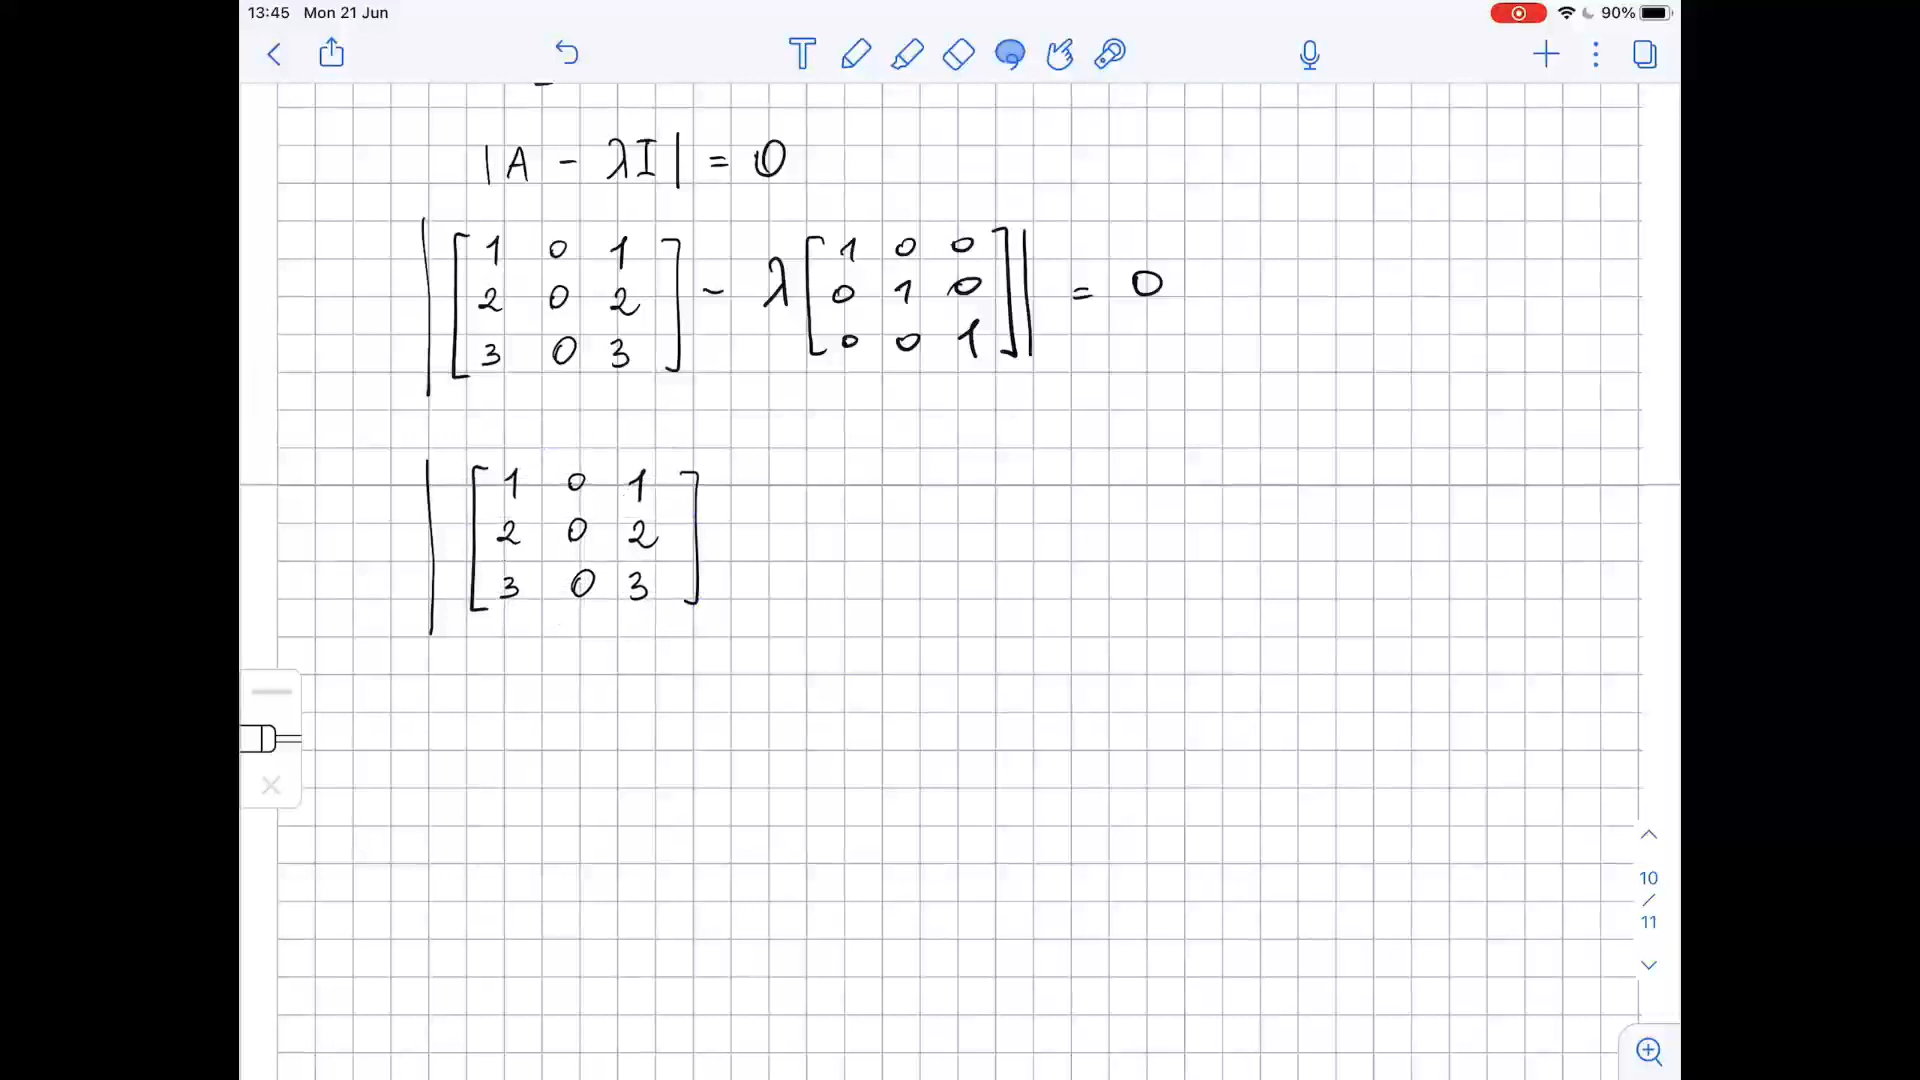 13:45 Mon 21 Jun 90%
T
|A - λI| = 0
|[1 0 1] - λ[1 0 0]| = 0
[2 0 2] [0 1 0]
[3 0 3] [0 0 1]
|[1 0 1]
[2 0 2]
[3 0 3]
10
/
11